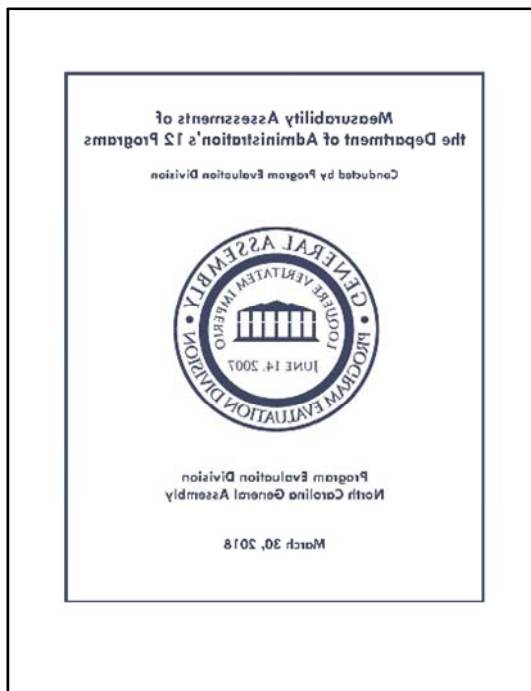 Measurability Assessments of
the Department of Administration's 12 Programs
Conducted by Program Evaluation Division
GENERAL ASSEMBLY
LOQUERE VERITATEM IMPERIO
JUNE 14, 2007
• PROGRAM EVALUATION DIVISION •
Program Evaluation Division
North Carolina General Assembly
March 30, 2018